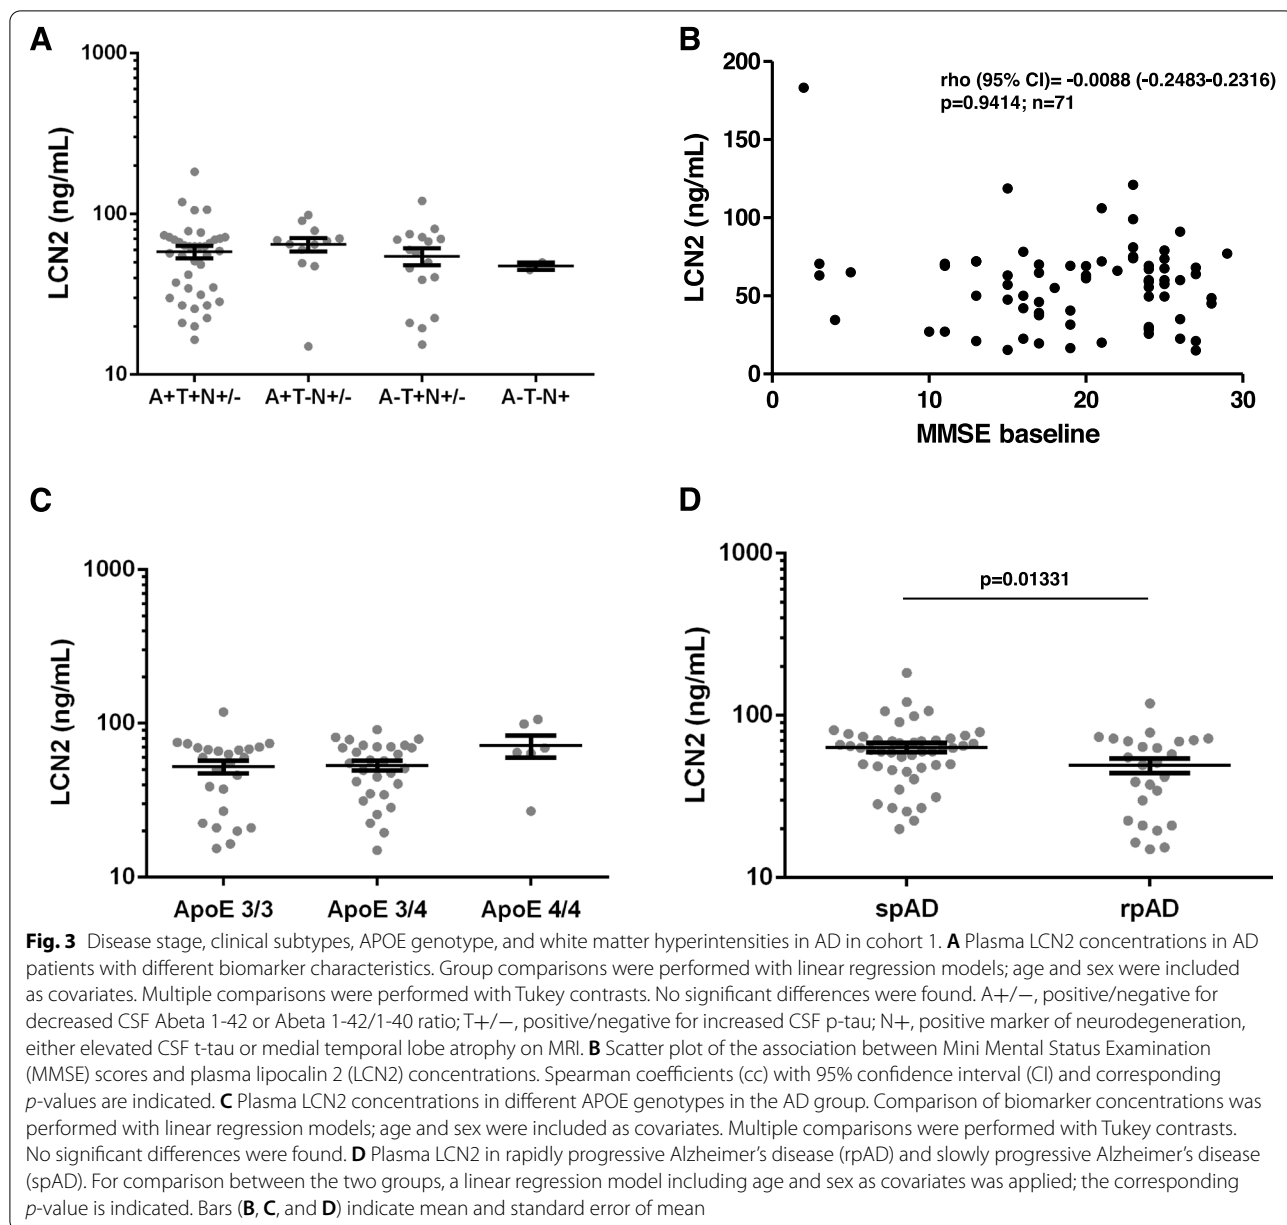 A
1000
100
10
LCN2 (ng/mL)
A+T+N+/-
A+T-N+/-
A-T+N+/-
A-T-N+
B
200
150
100
50
0
LCN2 (ng/mL)
rho (95% CI)= -0.0088 (-0.2483-0.2316)
p=0.9414; n=71
0
10
20
30
MMSE baseline
C
1000
100
10
LCN2 (ng/mL)
ApoE 3/3
ApoE 3/4
ApoE 4/4
D
1000
100
10
LCN2 (ng/mL)
p=0.01331
spAD
rpAD
Fig. 3 Disease stage, clinical subtypes, APOE genotype, and white matter hyperintensities in AD in cohort 1. A Plasma LCN2 concentrations in AD
patients with different biomarker characteristics. Group comparisons were performed with linear regression models; age and sex were included
as covariates. Multiple comparisons were performed with Tukey contrasts. No significant differences were found. A+/−, positive/negative for
decreased CSF Abeta 1-42 or Abeta 1-42/1-40 ratio; T+/−, positive/negative for increased CSF p-tau; N+, positive marker of neurodegeneration,
either elevated CSF t-tau or medial temporal lobe atrophy on MRI. B Scatter plot of the association between Mini Mental Status Examination
(MMSE) scores and plasma lipocalin 2 (LCN2) concentrations. Spearman coefficients (cc) with 95% confidence interval (CI) and corresponding
p-values are indicated. C Plasma LCN2 concentrations in different APOE genotypes in the AD group. Comparison of biomarker concentrations was
performed with linear regression models; age and sex were included as covariates. Multiple comparisons were performed with Tukey contrasts.
No significant differences were found. D Plasma LCN2 in rapidly progressive Alzheimer's disease (rpAD) and slowly progressive Alzheimer's disease
(spAD). For comparison between the two groups, a linear regression model including age and sex as covariates was applied; the corresponding
p-value is indicated. Bars (B, C, and D) indicate mean and standard error of mean